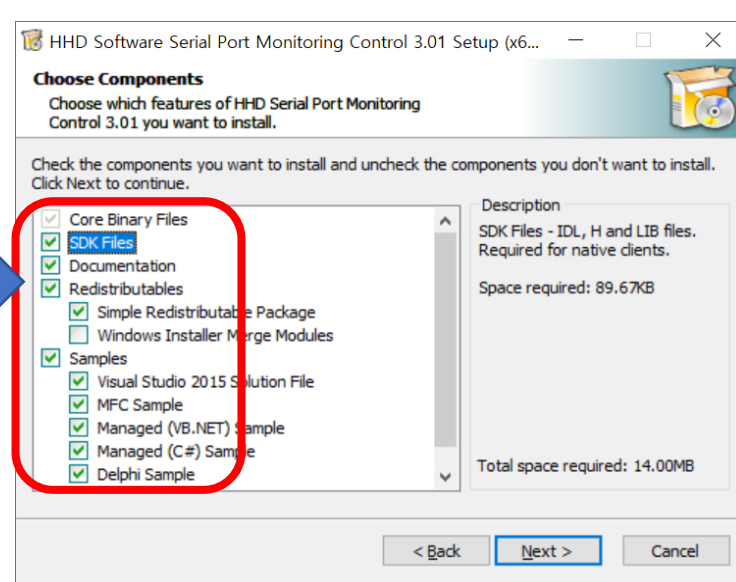 HHD Software Serial Port Monitoring Control 3.01 Setup (x6...
Choose Components
Choose which features of HHD Serial Port Monitoring
Control 3.01 you want to install.
Check the components you want to install and uncheck the components you don't want to install.
Click Next to continue.
Core Binary Files
SDK Files
Documentation
Redistributables
Simple Redistributable Package
Windows Installer Merge Modules
Samples
Visual Studio 2015 Solution File
MFC Sample
Managed (VB.NET) Sample
Managed (C#) Sample
Delphi Sample
Description
SDK Files - IDL, H and LIB files.
Required for native clients.
Space required: 89.67KB
Total space required: 14.00MB
< Back
Next >
Cancel